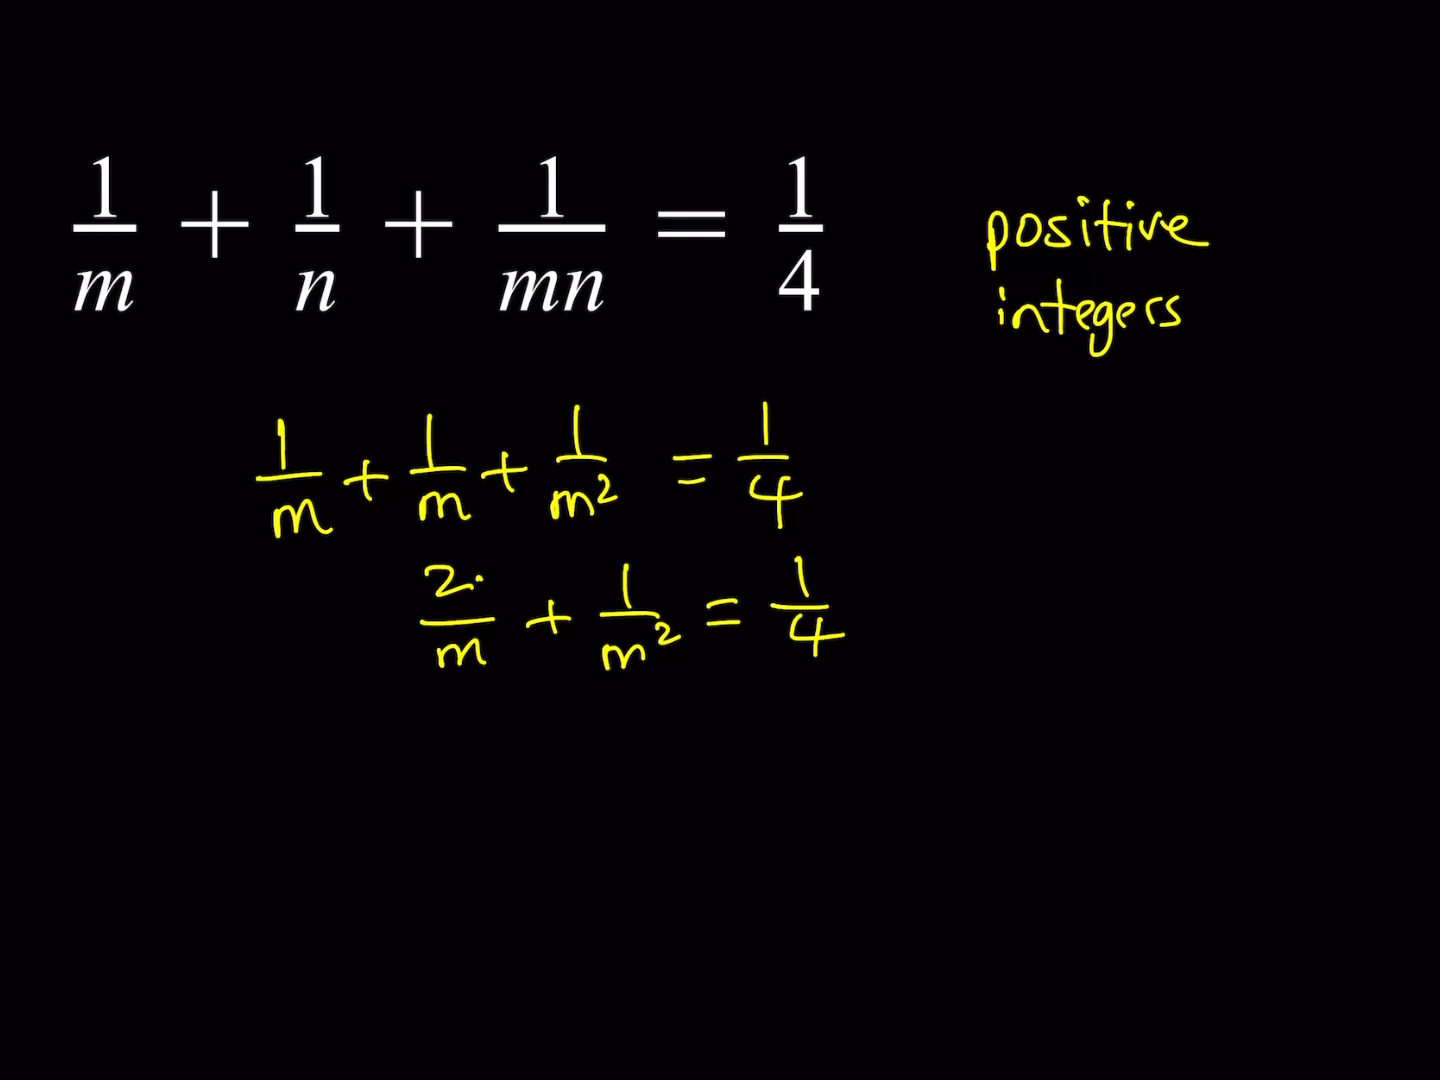 1/m + 1/n + 1/mn = 1/4
positive
integers
1/m + 1/m + 1/m² = 1/4
2/m + 1/m² = 1/4